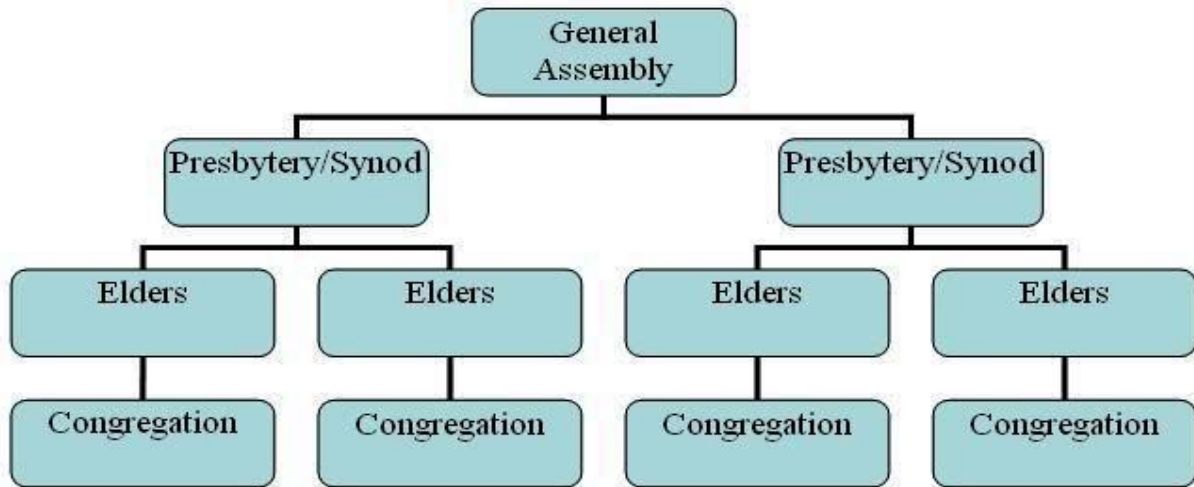 General
Assembly
Presbytery/Synod
Presbytery/Synod
Elders
Elders
Elders
Elders
Congregation
Congregation
Congregation
Congregation